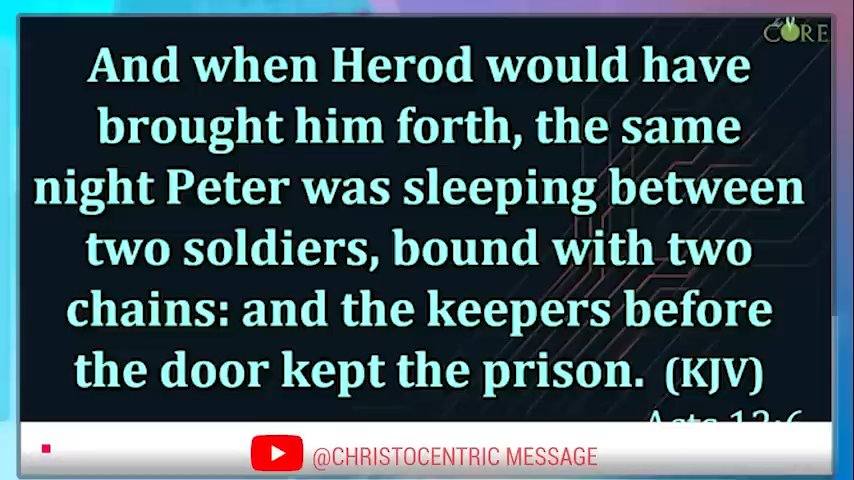 CORE
And when Herod would have
brought him forth, the same
night Peter was sleeping between
two soldiers, bound with two
chains: and the keepers before
the door kept the prison. (KJV)
Acts 12:6
@CHRISTOCENTRIC MESSAGE